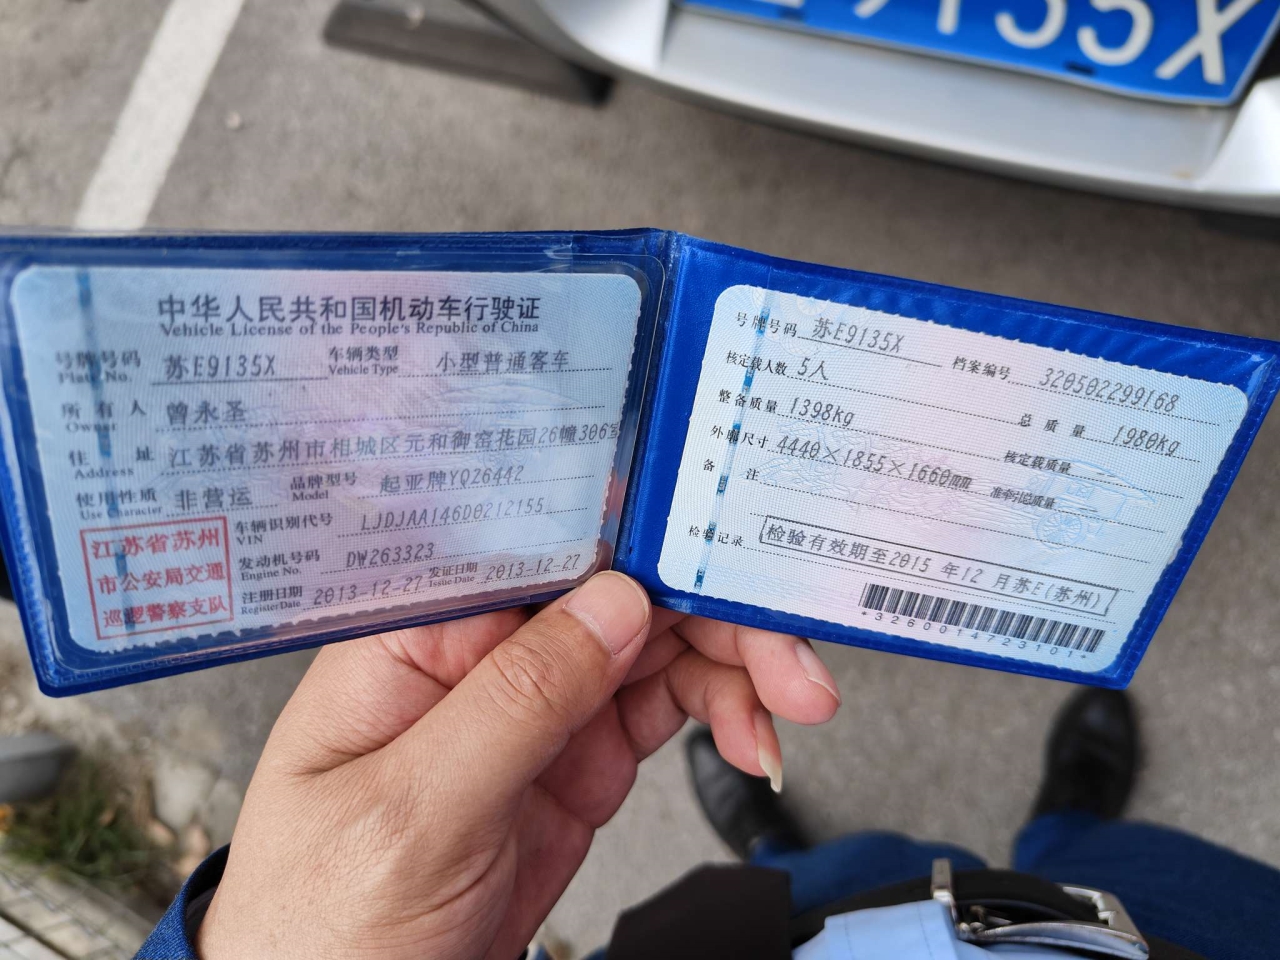 9135X
中华人民共和国机动车行驶证
Vehicle License of the People's Republic of China
号牌号码 苏E9135X 车辆类型 小型普通客车
Plate No. Vehicle Type
所有人 曾永圣
Owner
住址 江苏省苏州市相城区元和御窑花园26幢306室
Address
使用性质 非营运 品牌型号 起亚牌YQ26442
Use Character Model
江苏省苏州
市公安局交通
巡逻警察支队
车辆识别代号 LJDJAA146D0212155
VIN
发动机号码 DW263323
Engine No.
注册日期 2013-12-27 发证日期 2013-12-27
Register Date Issue Date
号牌号码 苏E9135X 档案编号 320502299168
核定载人数 5人 总质量 1980kg
整备质量 1398kg 核定载质量
外廓尺寸 4440×1855×1660mm 准牵引总质量
备注
检验记录 检验有效期至2015年12月苏E(苏州)
*3260014723101*